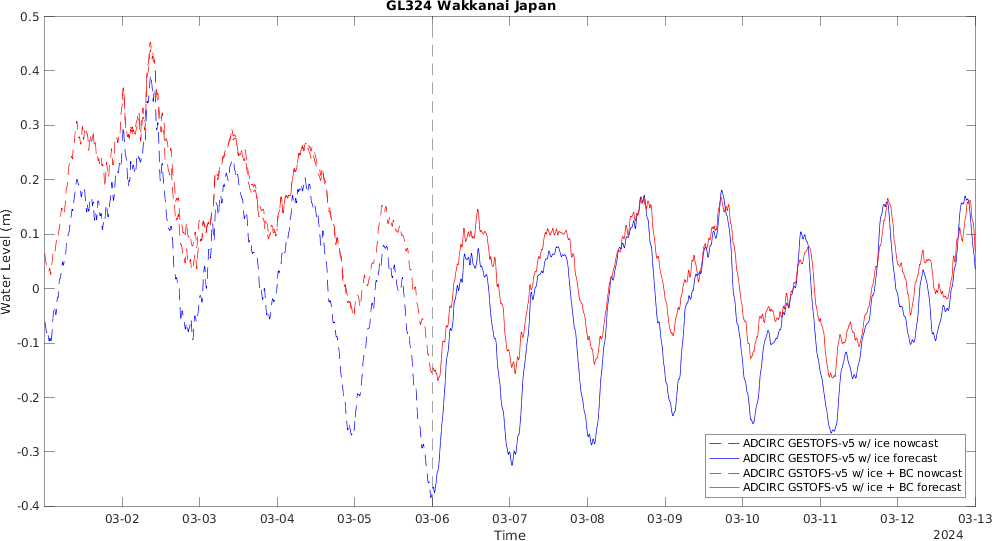 GL324 Wakkanai Japan
0.5
0.4
0.3
0.2
0.1
0
-0.1
-0.2
-0.3
-0.4
Water Level (m)
ADCIRC GESTOFS-v5 w/ ice nowcast
ADCIRC GESTOFS-v5 w/ ice forecast
ADCIRC GSTOFS-v5 w/ ice + BC nowcast
ADCIRC GSTOFS-v5 w/ ice + BC forecast
03-02 03-03 03-04 03-05 03-06 03-07 03-08 03-09 03-10 03-11 03-12 03-13
Time
2024